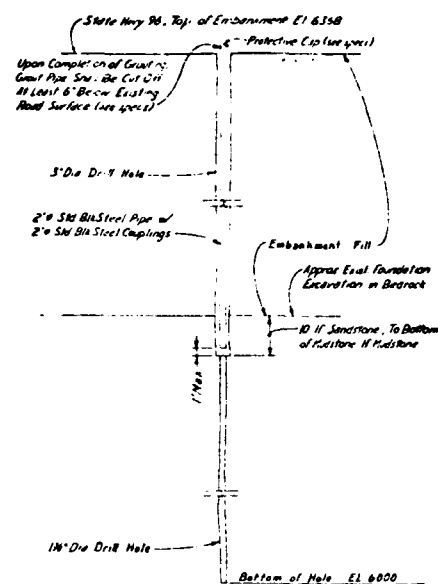 State Hwy 96, Top of Embankment El 6358
Protective Cap (see specs)
Upon Completion of Grouting
Grout Pipe Shall Be Cut Off
At Least 6" Below Existing
Road Surface (see specs)
3" Dia Drill Hole
2"ø Std Blk Steel Pipe w/
2"ø Std Blk Steel Couplings
Embankment Fill
Approx Exist Foundation
Excavation in Bedrock
10 If Sandstone, To Bottom
of Mudstone If Mudstone
1' Max
1⅞" Dia Drill Hole
Bottom of Hole EL 6000